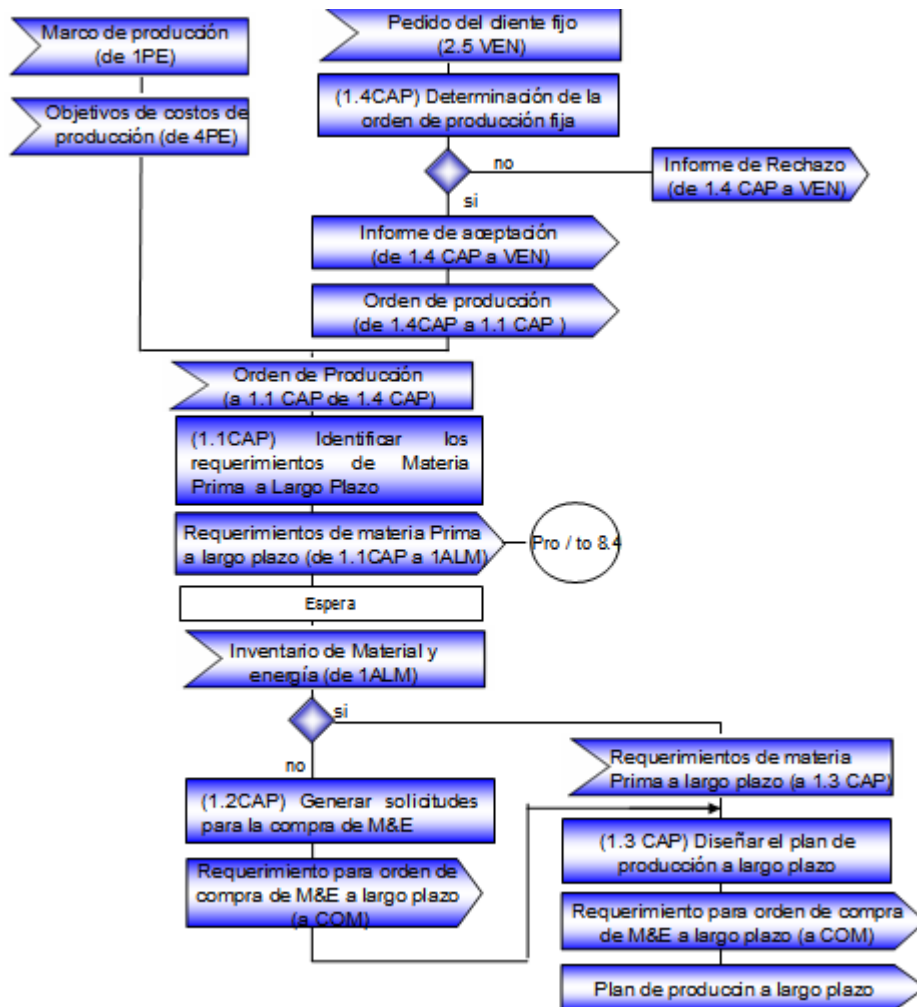 Marco de producción
(de 1PE)
Objetivos de costos de
producción (de 4PE)
Pedido del cliente fijo
(2.5 VEN)
(1.4CAP) Determinación de la
orden de producción fija
no
Informe de Rechazo
(de 1.4 CAP a VEN)
si
Informe de aceptación
(de 1.4 CAP a VEN)
Orden de producción
(de 1.4CAP a 1.1 CAP )
Orden de Producción
(a 1.1 CAP de 1.4 CAP)
(1.1CAP) Identificar los
requerimientos de Materia
Prima a Largo Plazo
Requerimientos de materia Prima
a largo plazo (de 1.1CAP a 1ALM)
Pro / to 8.4
Espera
Inventario de Material y
energía (de 1ALM)
si
no
Requerimientos de materia
Prima a largo plazo (a 1.3 CAP)
(1.2CAP) Generar solicitudes
para la compra de M&E
(1.3 CAP) Diseñar el plan de
producción a largo plazo
Requerimiento para orden de
compra de M&E a largo plazo
(a COM)
Requerimiento para orden de compra
de M&E a largo plazo (a COM)
Plan de produccin a largo plazo